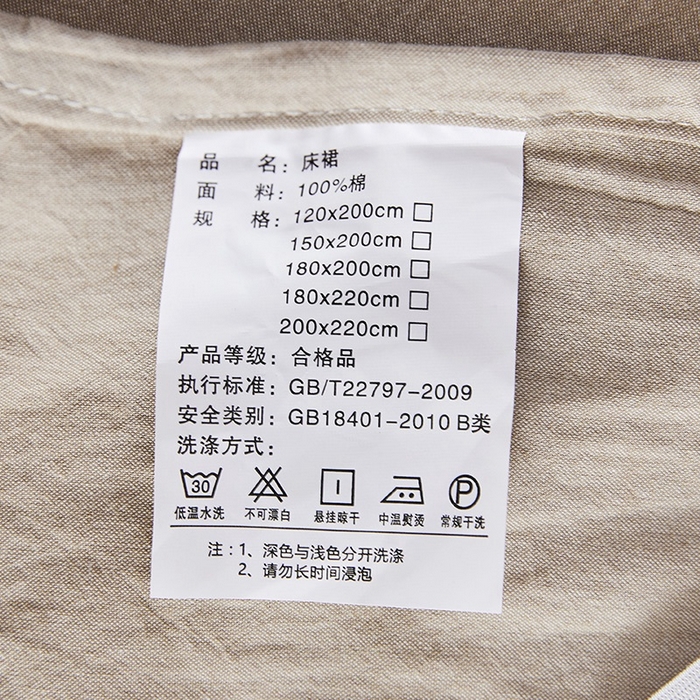 品 名：床裙
面 料：100%棉
规 格：120x200cm □
150x200cm □
180x200cm □
180x220cm □
200x220cm □
产品等级：合格品
执行标准：GB/T22797-2009
安全类别：GB18401-2010 B类
洗涤方式：
30 P
低温水洗 不可漂白 悬挂晾干 中温熨烫 常规干洗
注：1、深色与浅色分开洗涤
2、请勿长时间浸泡